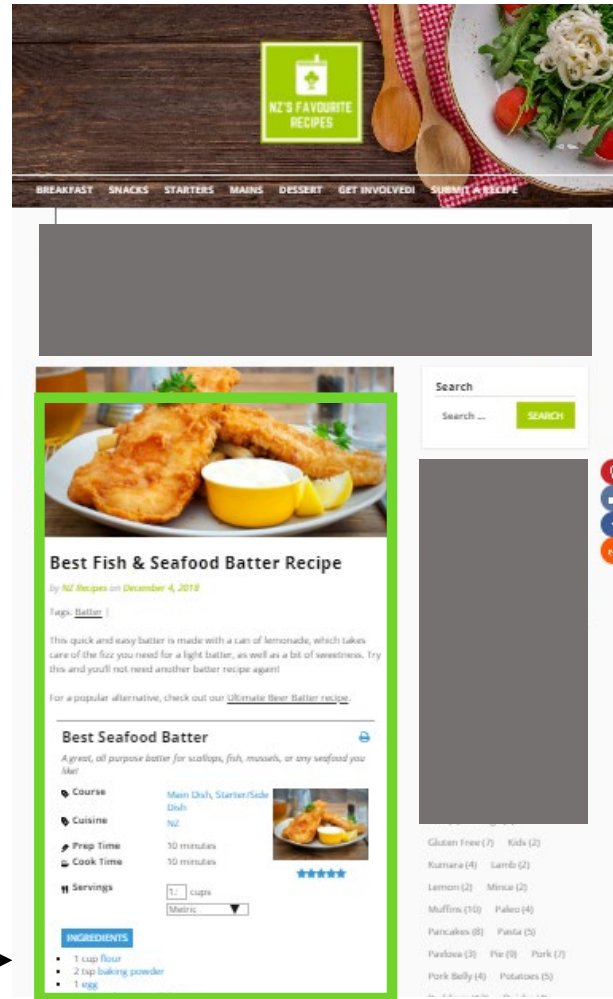 NZ'S FAVOURITE
RECIPES
BREAKFAST SNACKS STARTERS MAINS DESSERT GET INVOLVED! SUBMIT A RECIPE
Best Fish & Seafood Batter Recipe
by NZ Recipes on December 4, 2018
Tags: Batter |
This quick and easy batter is made with a can of lemonade, which takes
care of the fizz you need for a light batter, as well as a bit of sweetness. Try
this and you'll not need another batter recipe again!
For a popular alternative, check out our Ultimate Beer Batter recipe.
Best Seafood Batter
A great, all purpose batter for scallops, fish, mussels, or any seafood you
like!
Course Main Dish, Starter/Side
Dish
Cuisine NZ
Prep Time 10 minutes
Cook Time 10 minutes
Servings cups
Metric
INGREDIENTS
1 cup flour
2 tsp baking powder
1 egg
Search
Search ... SEARCH
Gluten Free (7) Kids (2)
Kumara (4) Lamb (2)
Lemon (2) Mince (2)
Muffins (10) Paleo (4)
Pancakes (8) Pasta (5)
Pavlova (3) Pie (9) Pork (7)
Pork Belly (4) Potatoes (5)